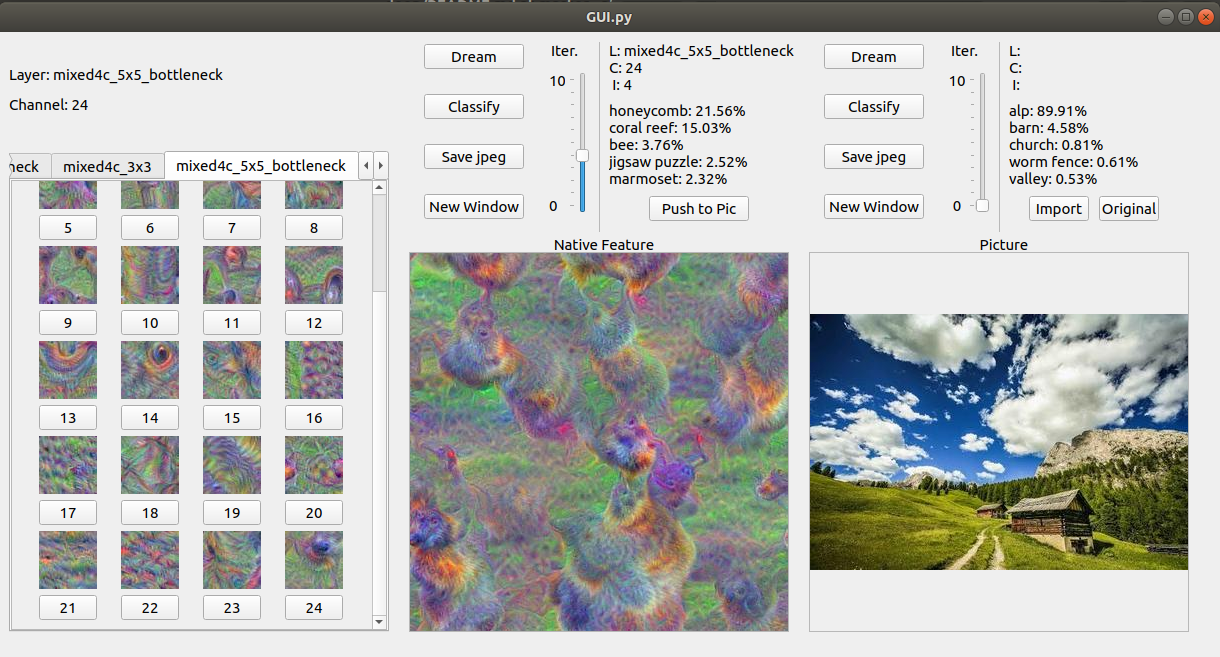 GUI.py
Layer: mixed4c_5x5_bottleneck
Channel: 24
neck
mixed4c_3x3
mixed4c_5x5_bottleneck
5 6 7 8
9 10 11 12
13 14 15 16
17 18 19 20
21 22 23 24
Dream
Classify
Save jpeg
New Window
Iter.
10
0
L: mixed4c_5x5_bottleneck
C: 24
I: 4
honeycomb: 21.56%
coral reef: 15.03%
bee: 3.76%
jigsaw puzzle: 2.52%
marmoset: 2.32%
Push to Pic
Native Feature
Dream
Classify
Save jpeg
New Window
Iter.
10
0
L:
C:
I:
alp: 89.91%
barn: 4.58%
church: 0.81%
worm fence: 0.61%
valley: 0.53%
Import
Original
Picture